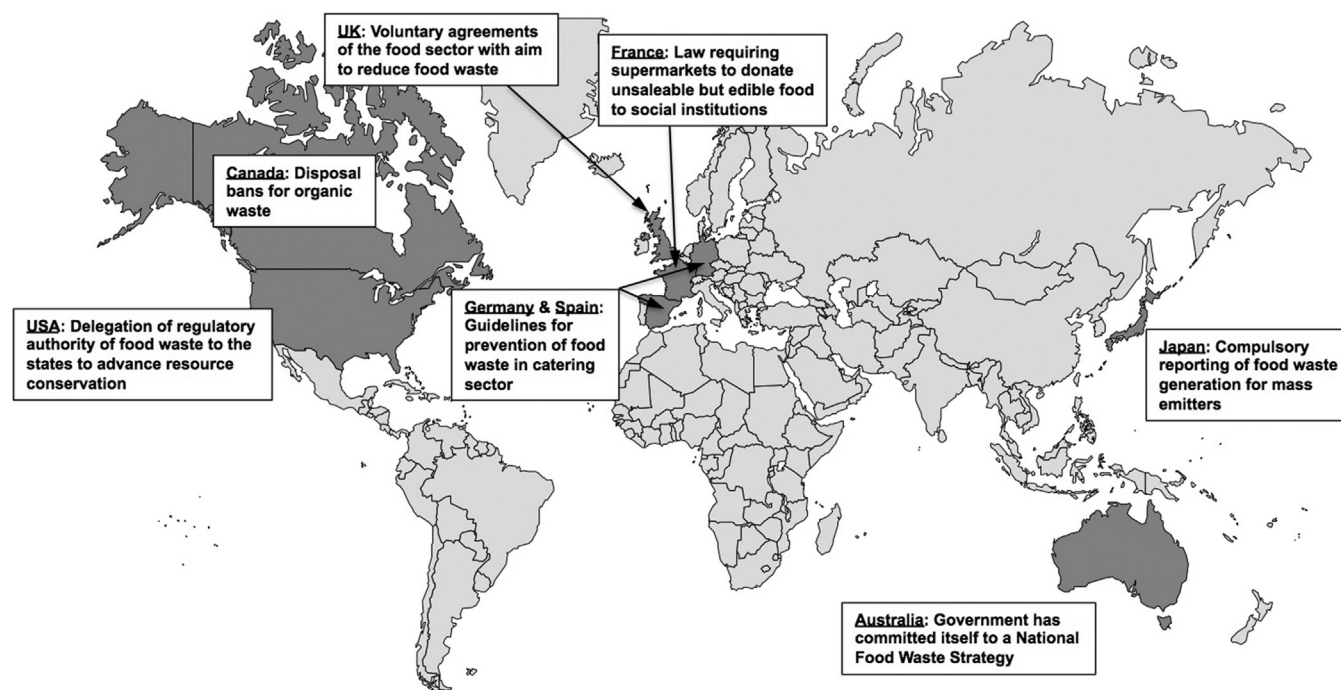 UK: Voluntary agreements
of the food sector with aim
to reduce food waste
France: Law requiring
supermarkets to donate
unsaleable but edible food
to social institutions
Canada: Disposal
bans for organic
waste
USA: Delegation of regulatory
authority of food waste to the
states to advance resource
conservation
Germany & Spain:
Guidelines for
prevention of food
waste in catering
sector
Japan: Compulsory
reporting of food waste
generation for mass
emitters
Australia: Government has
committed itself to a National
Food Waste Strategy